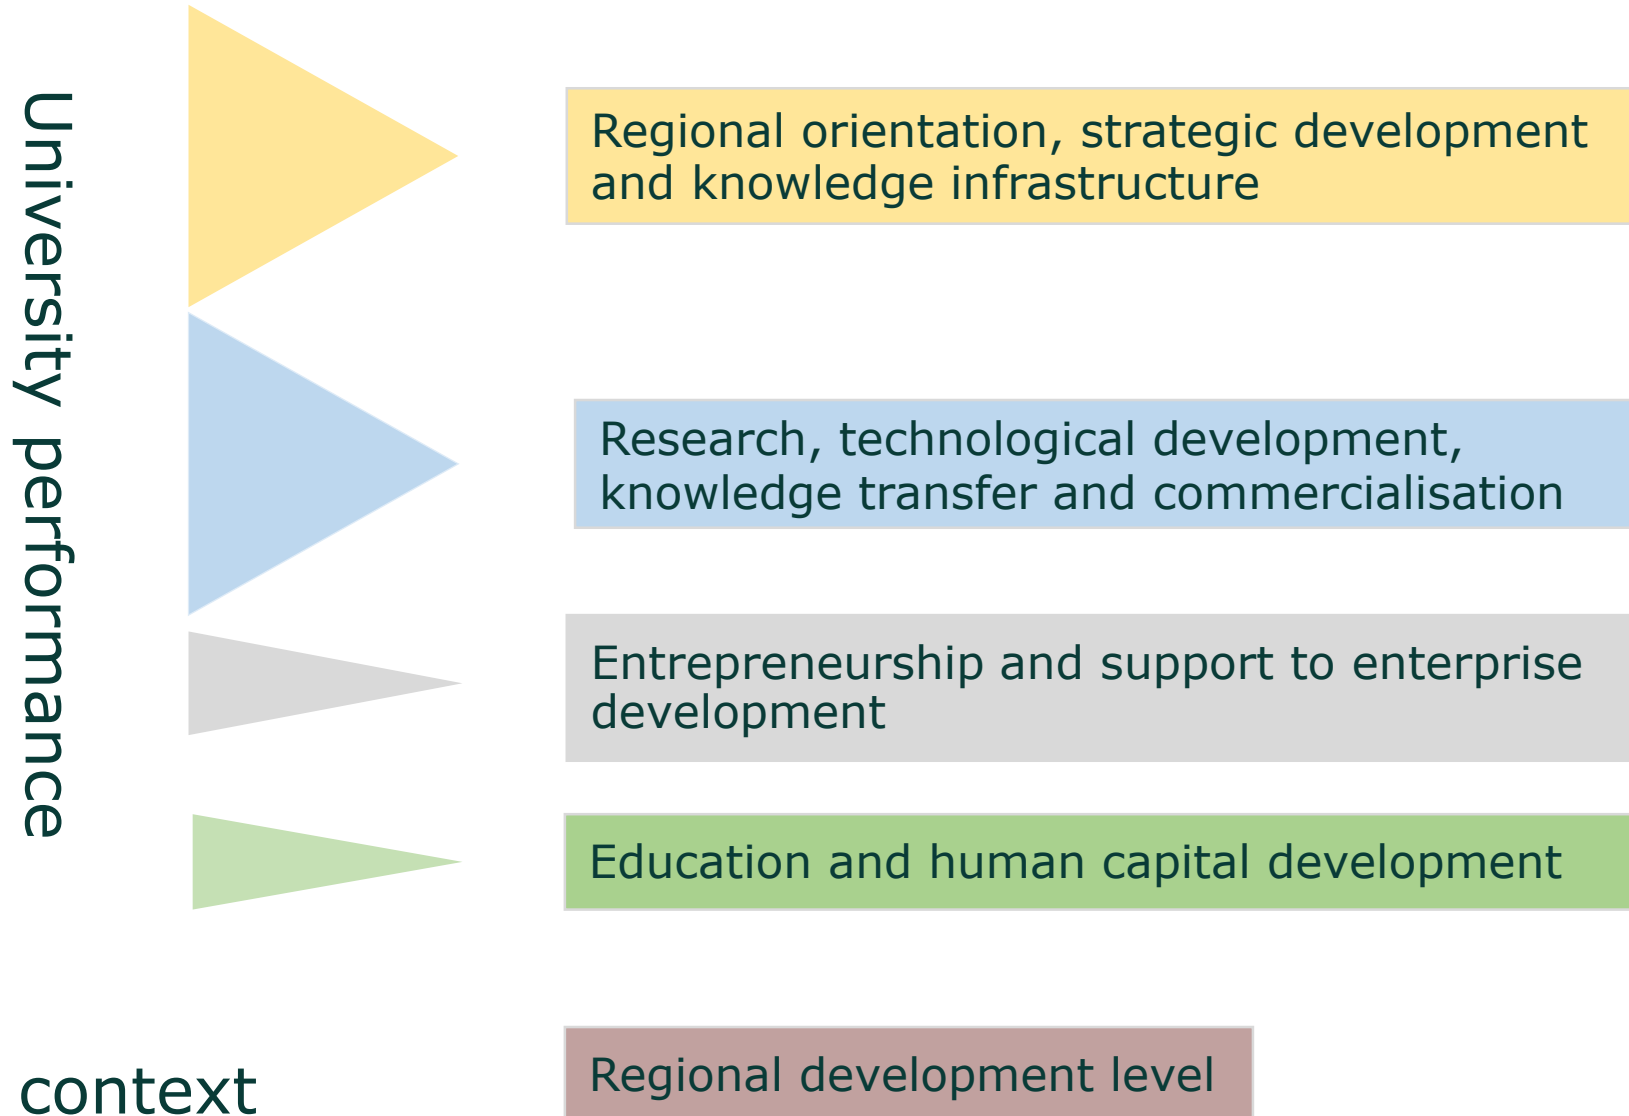 University performance
Regional orientation, strategic development
and knowledge infrastructure
Research, technological development,
knowledge transfer and commercialisation
Entrepreneurship and support to enterprise
development
Education and human capital development
context
Regional development level